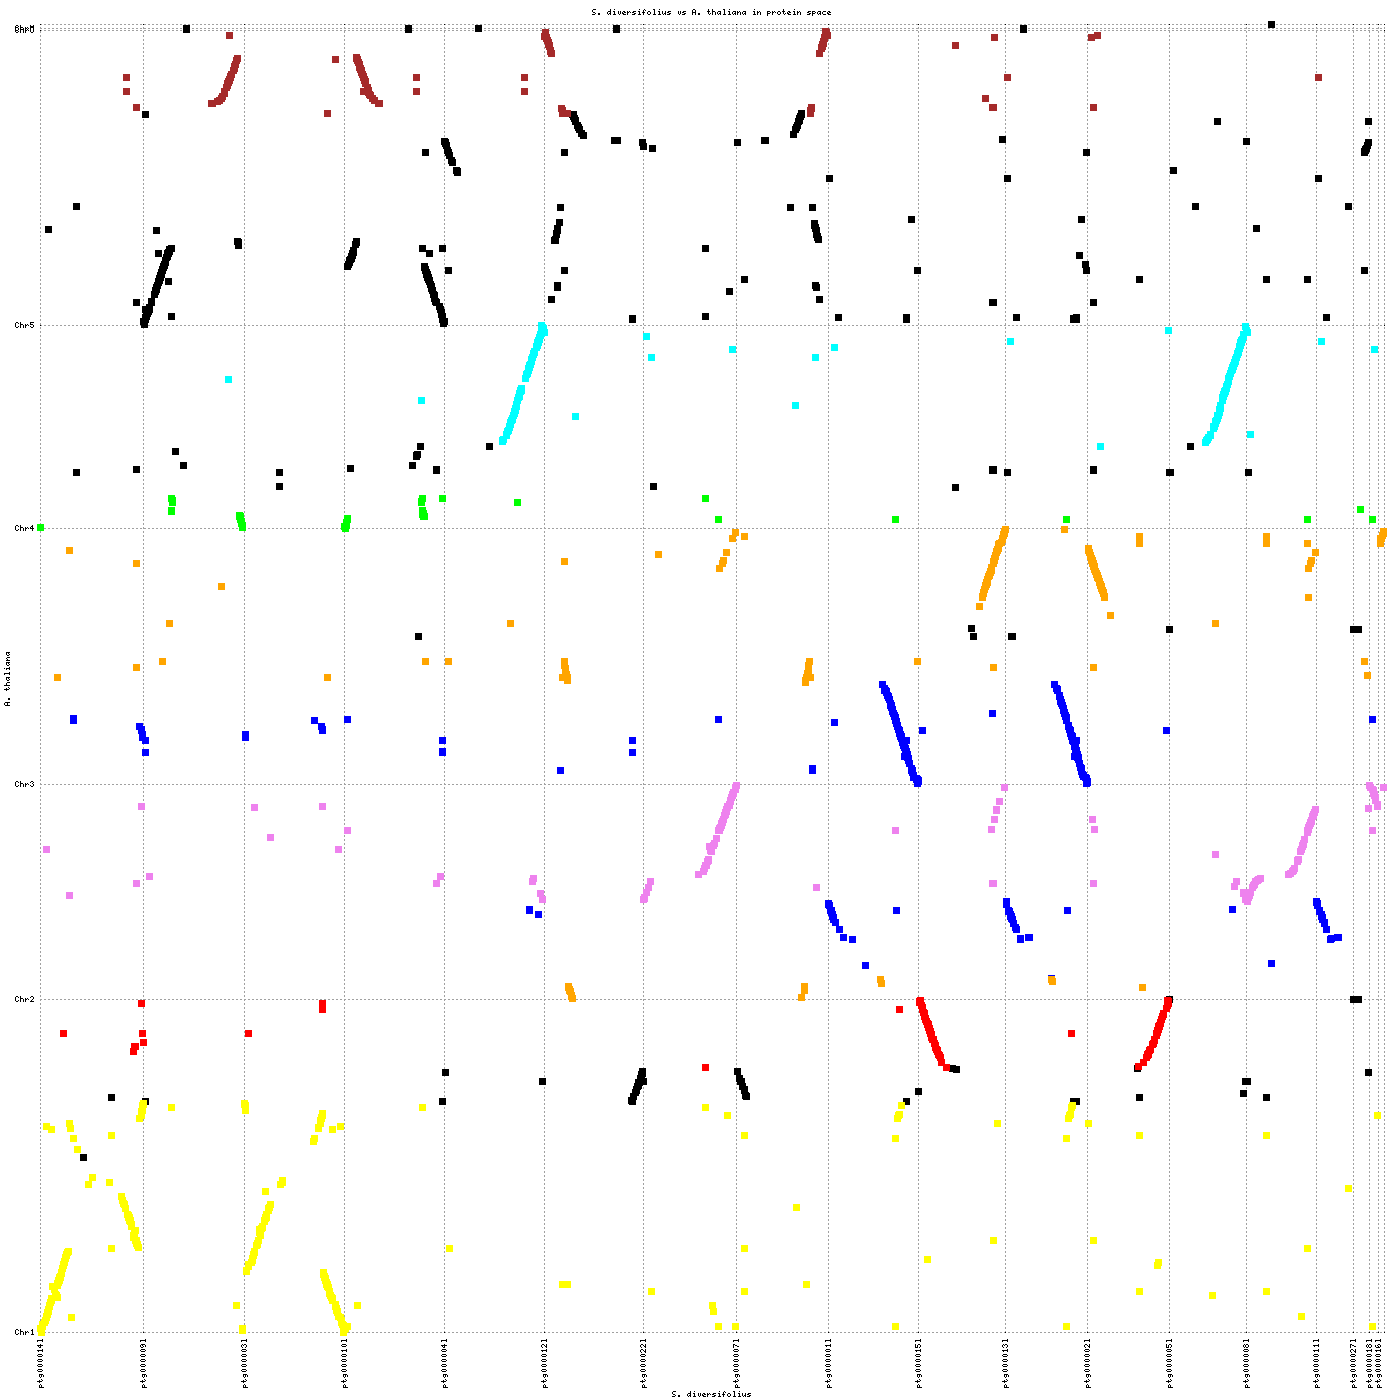 S. diversifolius vs A. thaliana in protein space
Chr5
Chr4
Chr3
Chr2
Chr1
A. thaliana
ptg000014l
ptg000009l
ptg000003l
ptg000010l
ptg000004l
ptg000012l
ptg000022l
ptg000007l
ptg000001l
ptg000015l
ptg000013l
ptg000002l
ptg000005l
ptg000008l
ptg000011l
ptg000027l
ptg000018l
ptg000016l
S. diversifolius